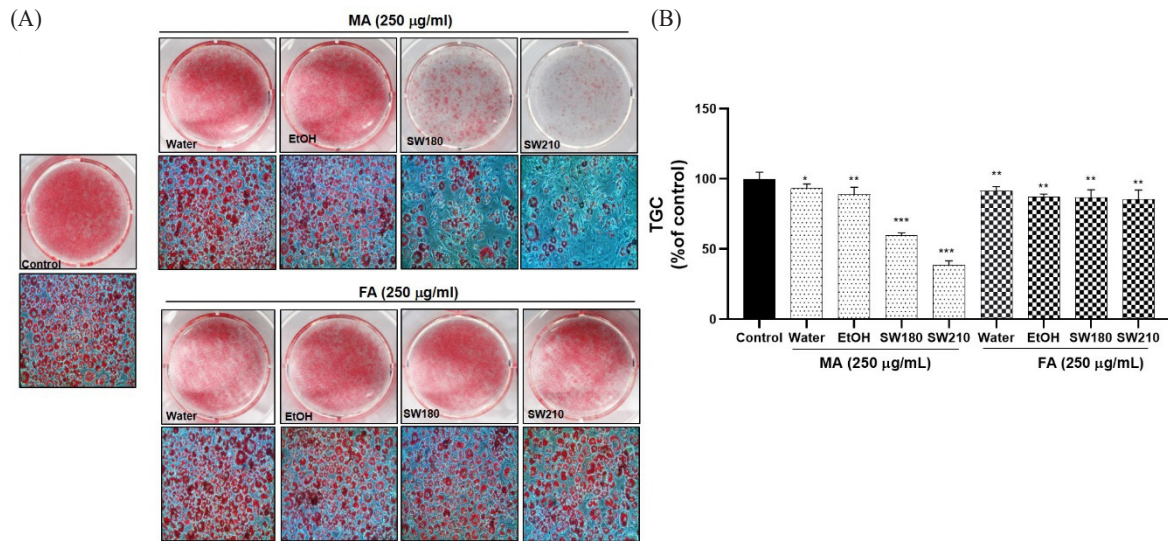 (A)
MA (250 μg/ml)
Water
EtOH
SW180
SW210
Control
FA (250 μg/ml)
Water
EtOH
SW180
SW210
(B)
TGC
(%of control)
150
100
50
0
*
**
***
***
**
**
**
**
Control Water EtOH SW180 SW210 Water EtOH SW180 SW210
MA (250 μg/mL) FA (250 μg/mL)